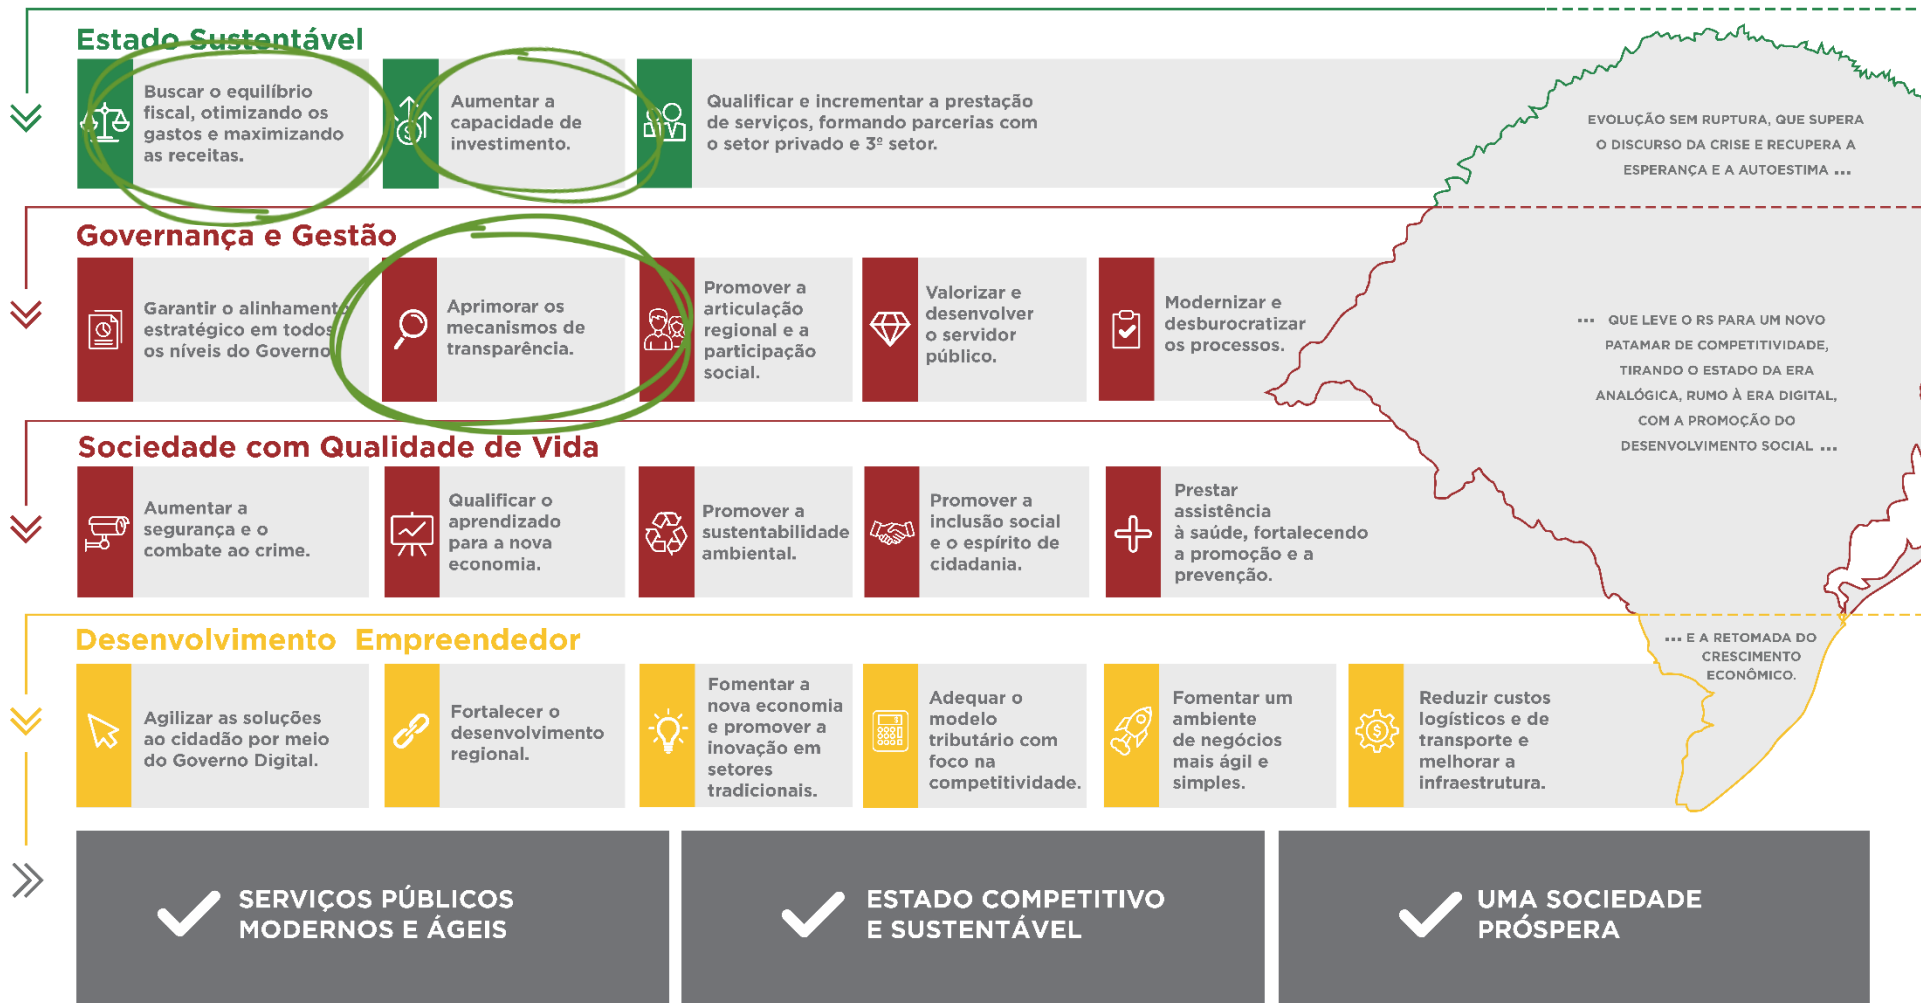 Estado Sustentável
Buscar o equilíbrio
fiscal, otimizando os
gastos e maximizando
as receitas.
Aumentar a
capacidade de
investimento.
Qualificar e incrementar a prestação
de serviços, formando parcerias com
o setor privado e 3º setor.
EVOLUÇÃO SEM RUPTURA, QUE SUPERA
O DISCURSO DA CRISE E RECUPERA A
ESPERANÇA E A AUTOESTIMA ...
Governança e Gestão
Garantir o alinhamento
estratégico em todos
os níveis do Governo
Aprimorar os
mecanismos de
transparência.
Promover a
articulação
regional e a
participação
social.
Valorizar e
desenvolver
o servidor
público.
Modernizar e
desburocratizar
os processos.
... QUE LEVE O RS PARA UM NOVO
PATAMAR DE COMPETITIVIDADE,
TIRANDO O ESTADO DA ERA
ANALÓGICA, RUMO À ERA DIGITAL,
COM A PROMOÇÃO DO
DESENVOLVIMENTO SOCIAL ...
Sociedade com Qualidade de Vida
Aumentar a
segurança e o
combate ao crime.
Qualificar o
aprendizado
para a nova
economia.
Promover a
sustentabilidade
ambiental.
Promover a
inclusão social
e o espírito de
cidadania.
Prestar
assistência
à saúde, fortalecendo
a promoção e a
prevenção.
Desenvolvimento Empreendedor
Agilizar as soluções
ao cidadão por meio
do Governo Digital.
Fortalecer o
desenvolvimento
regional.
Fomentar a
nova economia
e promover a
inovação em
setores
tradicionais.
Adequar o
modelo
tributário com
foco na
competitividade.
Fomentar um
ambiente
de negócios
mais ágil e
simples.
Reduzir custos
logísticos e de
transporte e
melhorar a
infraestrutura.
... E A RETOMADA DO
CRESCIMENTO
ECONÔMICO.
SERVIÇOS PÚBLICOS
MODERNOS E ÁGEIS
ESTADO COMPETITIVO
E SUSTENTÁVEL
UMA SOCIEDADE
PRÓSPERA